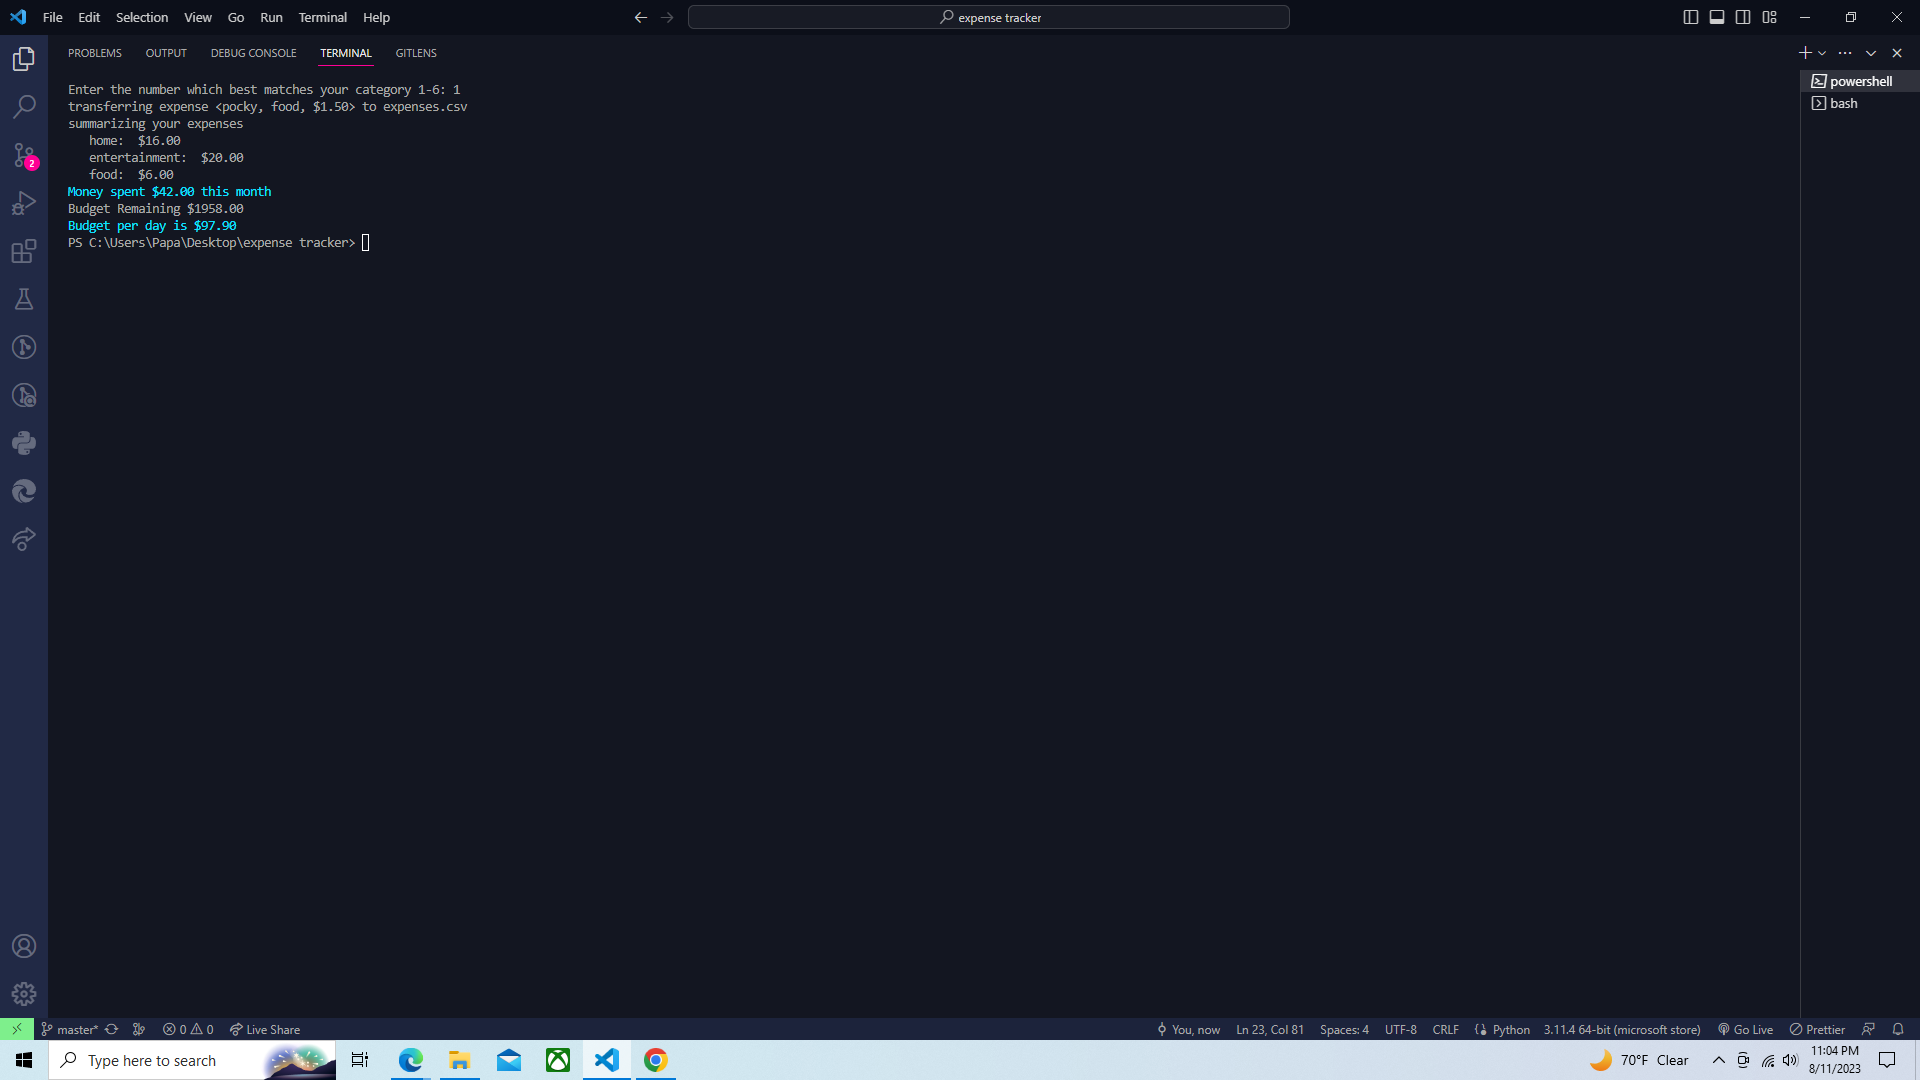 File Edit Selection View Go Run Terminal Help
expense tracker
PROBLEMS OUTPUT DEBUG CONSOLE TERMINAL GITLENS
Enter the number which best matches your category 1-6: 1
transferring expense <pocky, food, $1.50> to expenses.csv
summarizing your expenses
home: $16.00
entertainment: $20.00
food: $6.00
Money spent $42.00 this month
Budget Remaining $1958.00
Budget per day is $97.90
PS C:\Users\Papa\Desktop\expense tracker>
powershell
bash
2
master* 0 0 Live Share You, now Ln 23, Col 81 Spaces: 4 UTF-8 CRLF Python 3.11.4 64-bit (microsoft store) Go Live Prettier
Type here to search
70°F Clear
11:04 PM
8/11/2023